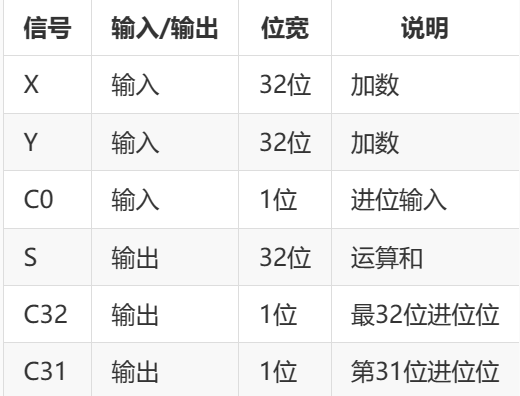 信号 输入/输出 位宽 说明
X 输入 32位 加数
Y 输入 32位 加数
C0 输入 1位 进位输入
S 输出 32位 运算和
C32 输出 1位 最32位进位位
C31 输出 1位 第31位进位位